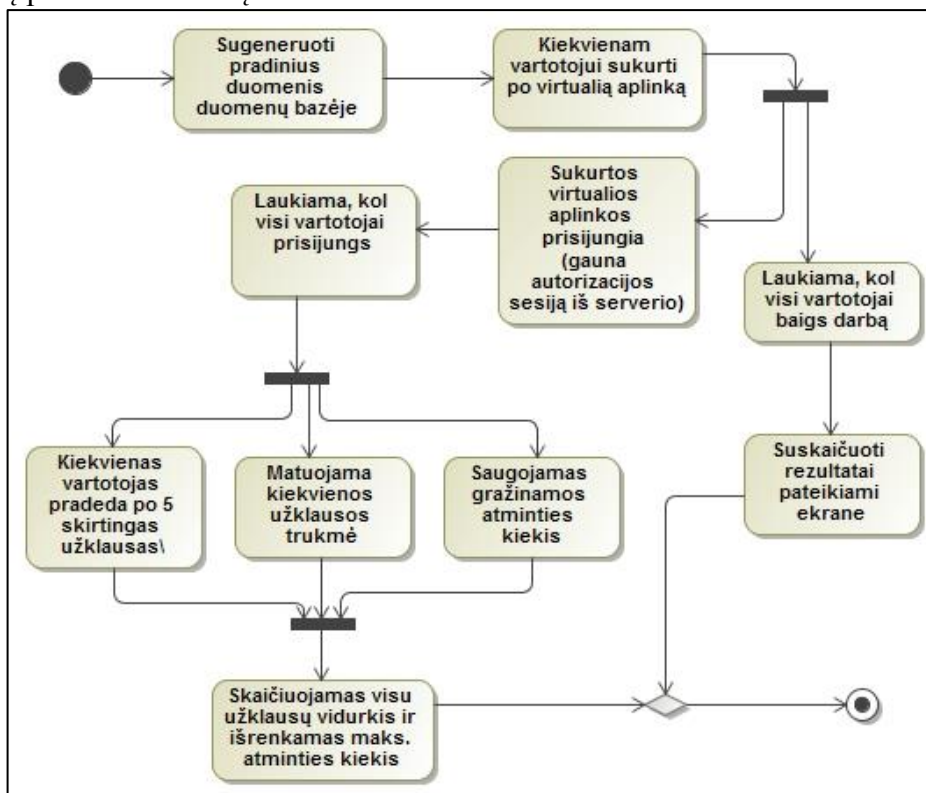 Sugeneruoti
pradinius
duomenis
duomenų bazėje
Kiekvienam
vartotojui sukurti
po virtualią aplinką
Sukurtos
virtualios
aplinkos
prisijungia
(gauna
autorizacijos
sesiją iš serverio)
Laukiama, kol
visi vartotojai
prisijungs
Laukiama, kol
visi vartotojai
baigs darbą
Kiekvienas
vartotojas
pradeda po 5
skirtingas
užklausas\
Matuojama
kiekvienos
užklausos
trukmė
Saugojamas
gražinamos
atminties
kiekis
Suskaičuoti
rezultatai
pateikiami
ekrane
Skaičiuojamas visu
užklausų vidurkis ir
išrenkamas maks.
atminties kiekis